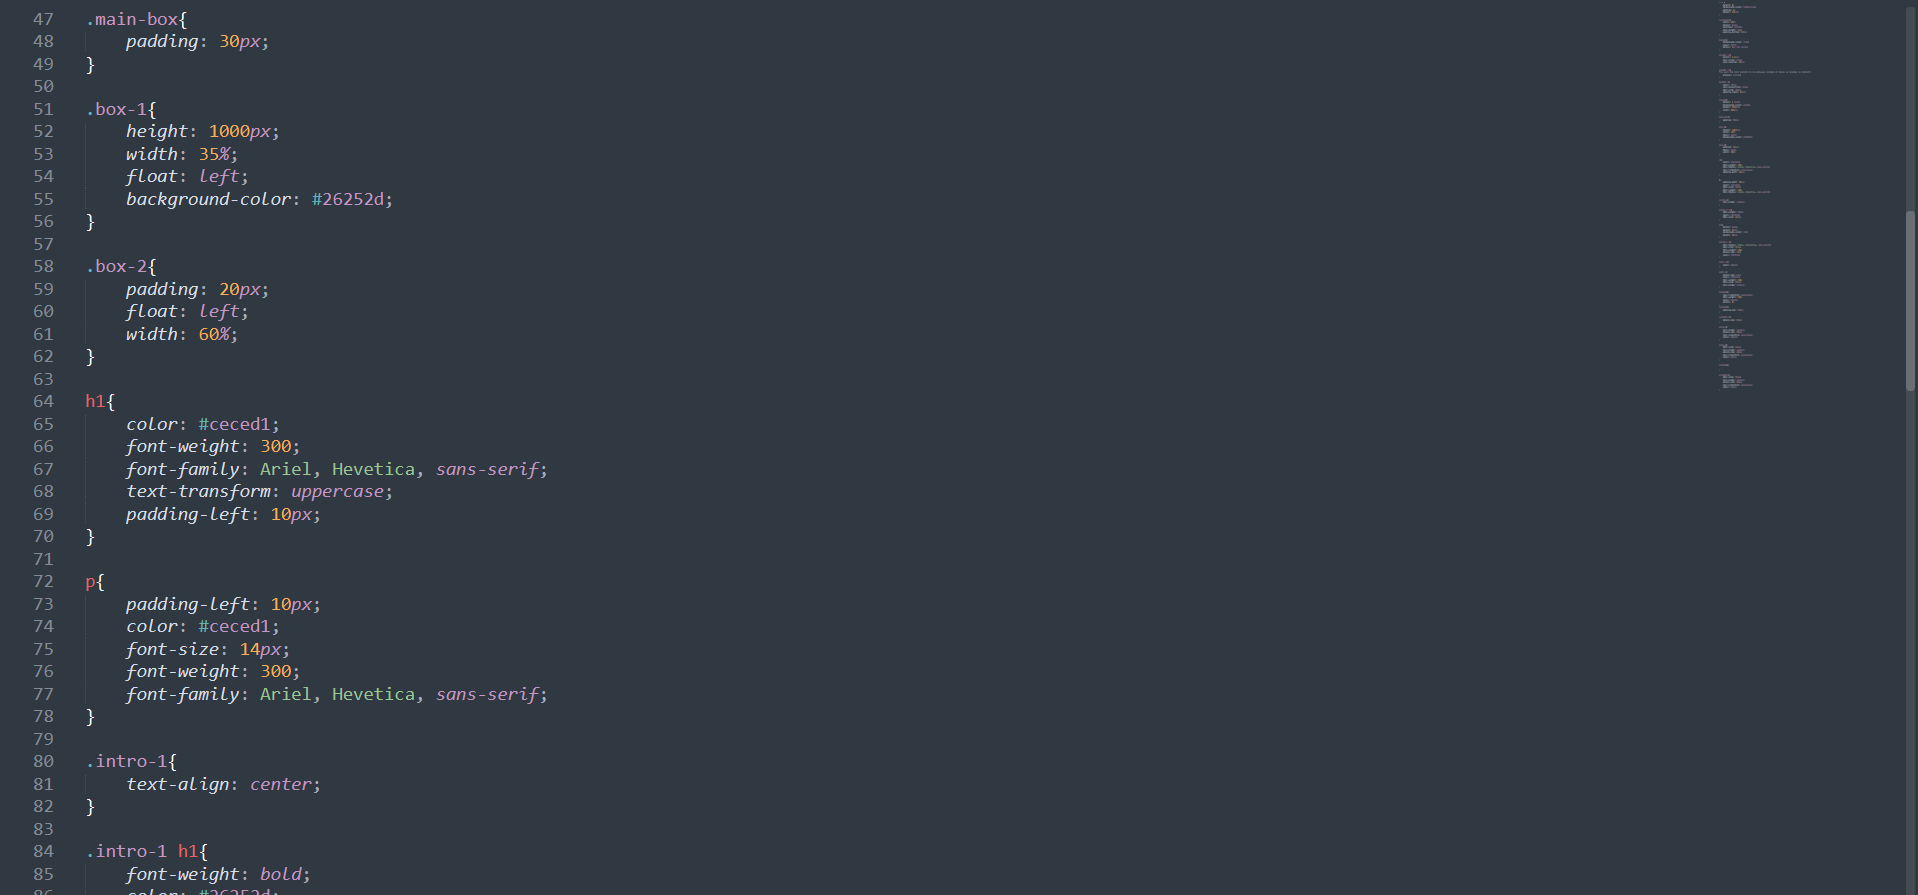 47 .main-box{
48 padding: 30px;
49 }
50
51 .box-1{
52 height: 1000px;
53 width: 35%;
54 float: left;
55 background-color: #26252d;
56 }
57
58 .box-2{
59 padding: 20px;
60 float: left;
61 width: 60%;
62 }
63
64 h1{
65 color: #ceced1;
66 font-weight: 300;
67 font-family: Ariel, Hevetica, sans-serif;
68 text-transform: uppercase;
69 padding-left: 10px;
70 }
71
72 p{
73 padding-left: 10px;
74 color: #ceced1;
75 font-size: 14px;
76 font-weight: 300;
77 font-family: Ariel, Hevetica, sans-serif;
78 }
79
80 .intro-1{
81 text-align: center;
82 }
83
84 .intro-1 h1{
85 font-weight: bold;
86 color: #26252d;